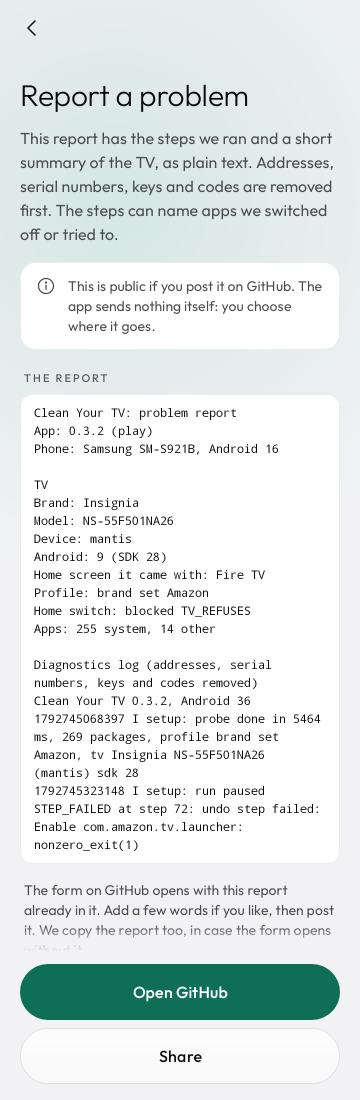 Report a problem
This report has the steps we ran and a short
summary of the TV, as plain text. Addresses,
serial numbers, keys and codes are removed
first. The steps can name apps we switched
off or tried to.
This is public if you post it on GitHub. The
app sends nothing itself: you choose
where it goes.
THE REPORT
Clean Your TV: problem report
App: 0.3.2 (play)
Phone: Samsung SM-S921B, Android 16
TV
Brand: Insignia
Model: NS-55F501NA26
Device: mantis
Android: 9 (SDK 28)
Home screen it came with: Fire TV
Profile: brand set Amazon
Home switch: blocked TV_REFUSES
Apps: 255 system, 14 other
Diagnostics log (addresses, serial
numbers, keys and codes removed)
Clean Your TV 0.3.2, Android 36
1792745068397 I setup: probe done in 5464
ms, 269 packages, profile brand set
Amazon, tv Insignia NS-55F501NA26
(mantis) sdk 28
1792745323148 I setup: run paused
STEP_FAILED at step 72: undo step failed:
Enable com.amazon.tv.launcher:
nonzero_exit(1)
The form on GitHub opens with this report
already in it. Add a few words if you like, then post
it. We copy the report too, in case the form opens
without it.
Open GitHub
Share